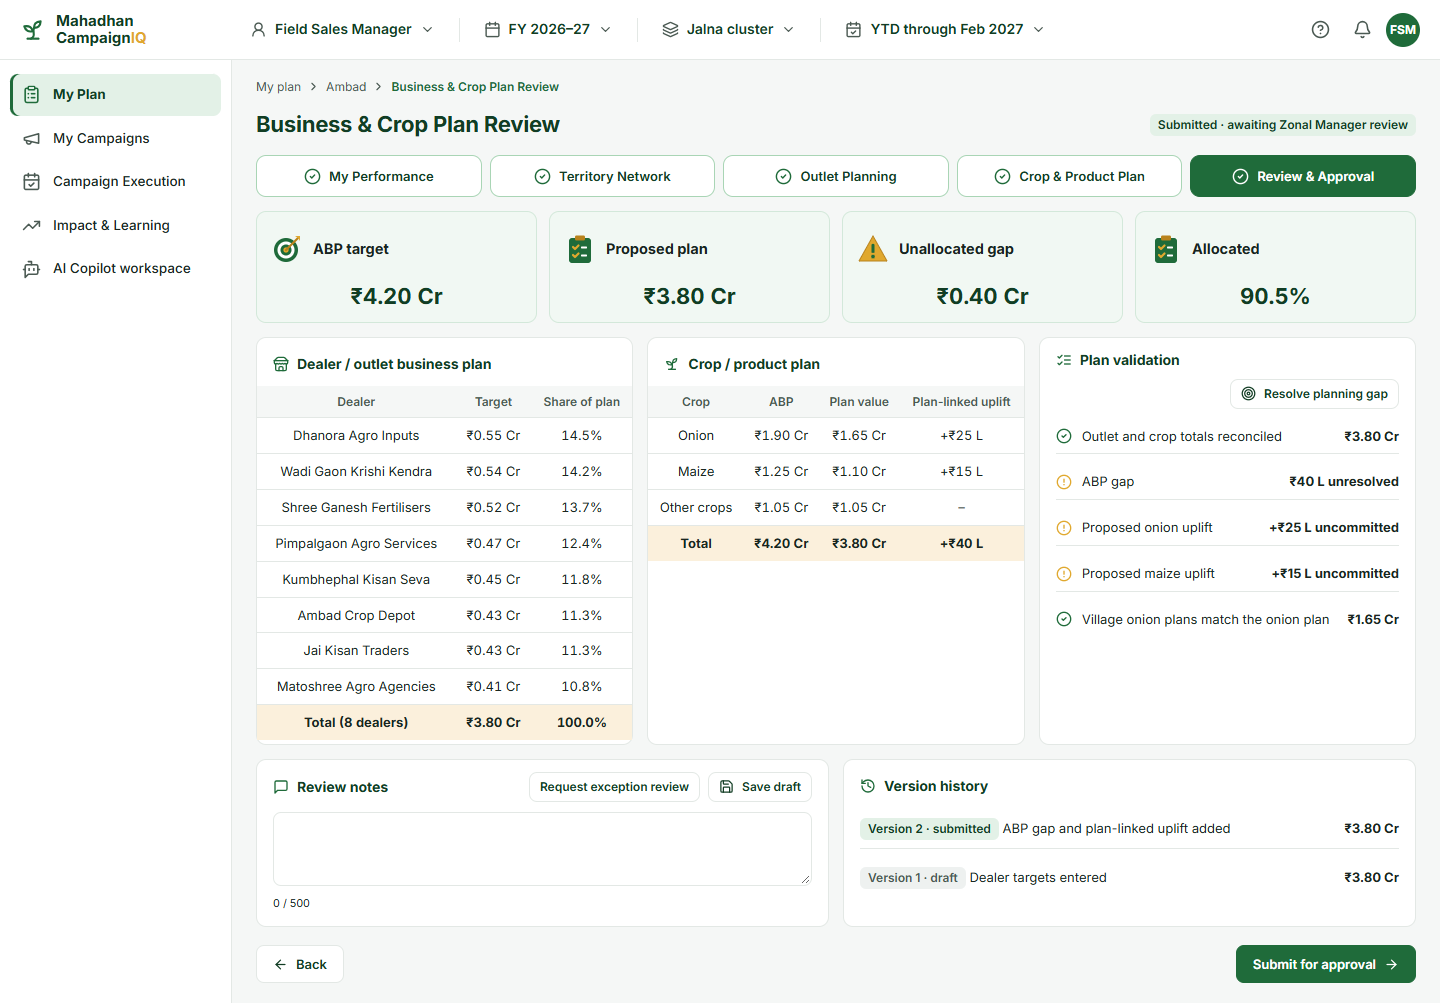 Mahadhan
CampaignIQ
Field Sales Manager
FY 2026–27
Jalna cluster
YTD through Feb 2027
FSM
My Plan
My Campaigns
Campaign Execution
Impact & Learning
AI Copilot workspace
My plan > Ambad > Business & Crop Plan Review
Business & Crop Plan Review
Submitted · awaiting Zonal Manager review
My Performance
Territory Network
Outlet Planning
Crop & Product Plan
Review & Approval
ABP target
₹4.20 Cr
Proposed plan
₹3.80 Cr
Unallocated gap
₹0.40 Cr
Allocated
90.5%
Dealer / outlet business plan
Dealer Target Share of plan
Dhanora Agro Inputs ₹0.55 Cr 14.5%
Wadi Gaon Krishi Kendra ₹0.54 Cr 14.2%
Shree Ganesh Fertilisers ₹0.52 Cr 13.7%
Pimpalgaon Agro Services ₹0.47 Cr 12.4%
Kumbhephal Kisan Seva ₹0.45 Cr 11.8%
Ambad Crop Depot ₹0.43 Cr 11.3%
Jai Kisan Traders ₹0.43 Cr 11.3%
Matoshree Agro Agencies ₹0.41 Cr 10.8%
Total (8 dealers) ₹3.80 Cr 100.0%
Crop / product plan
Crop ABP Plan value Plan-linked uplift
Onion ₹1.90 Cr ₹1.65 Cr +₹25 L
Maize ₹1.25 Cr ₹1.10 Cr +₹15 L
Other crops ₹1.05 Cr ₹1.05 Cr –
Total ₹4.20 Cr ₹3.80 Cr +₹40 L
Plan validation
Resolve planning gap
Outlet and crop totals reconciled ₹3.80 Cr
ABP gap ₹40 L unresolved
Proposed onion uplift +₹25 L uncommitted
Proposed maize uplift +₹15 L uncommitted
Village onion plans match the onion plan ₹1.65 Cr
Review notes
Request exception review
Save draft
0 / 500
Version history
Version 2 · submitted ABP gap and plan-linked uplift added ₹3.80 Cr
Version 1 · draft Dealer targets entered ₹3.80 Cr
Back
Submit for approval